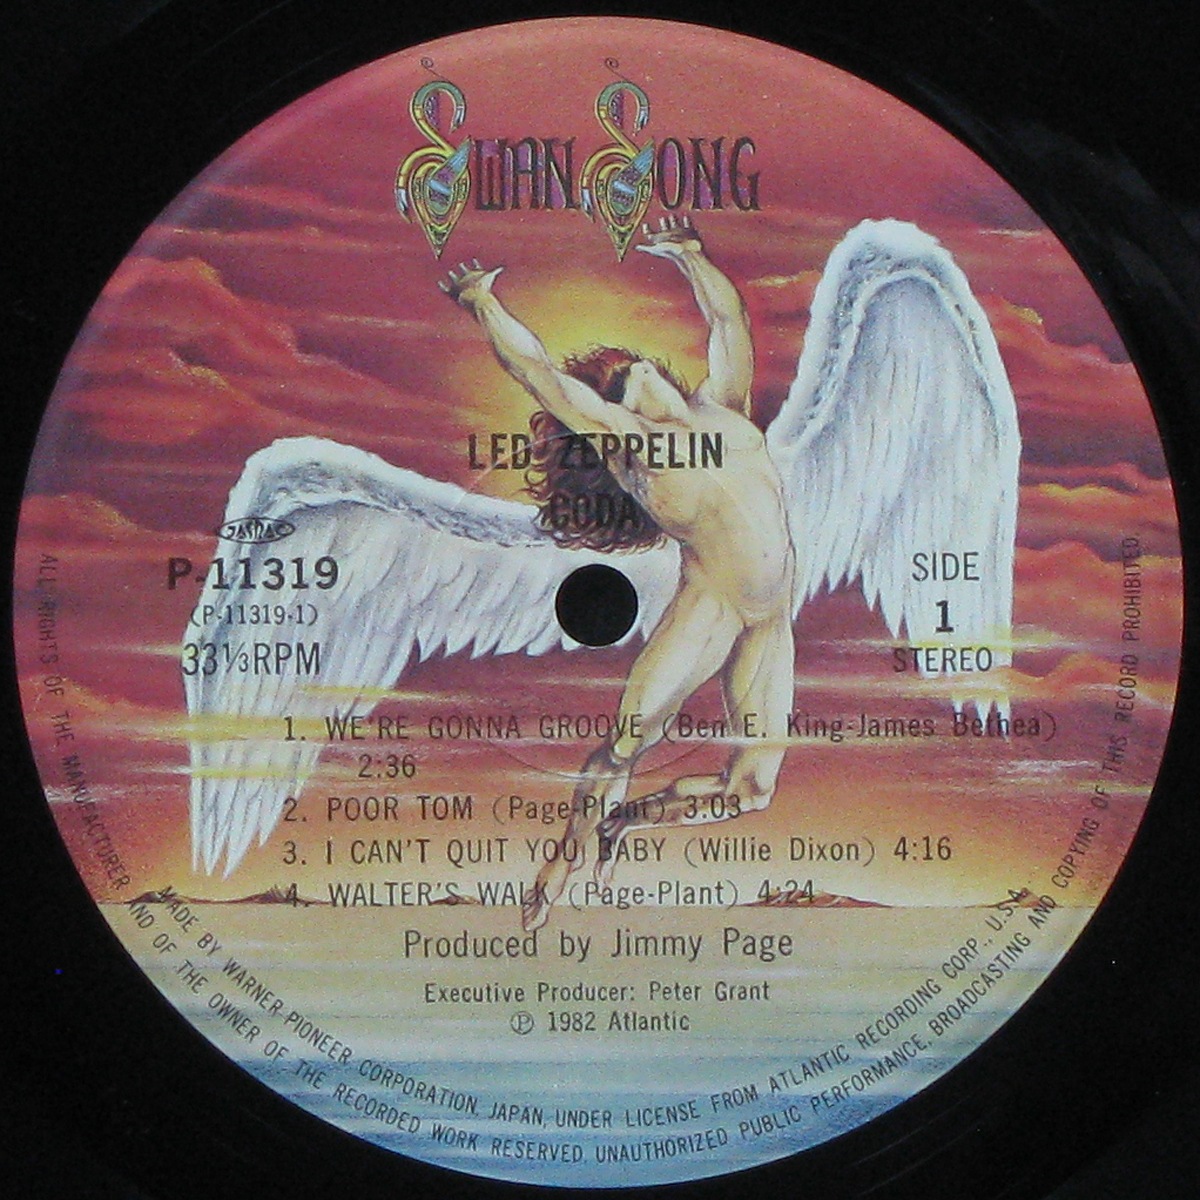 SWAN SONG
LED ZEPPELIN
CODA
JASRAC
P-11319
(P-11319-1)
33⅓RPM
SIDE
1
STEREO
1. WE'RE GONNA GROOVE (Ben E. King-James Bethea)
2:36
2. POOR TOM (Page-Plant) 3:03
3. I CAN'T QUIT YOU BABY (Willie Dixon) 4:16
4. WALTER'S WALK (Page-Plant) 4:24
Produced by Jimmy Page
Executive Producer: Peter Grant
Ⓟ 1982 Atlantic
MADE BY WARNER-PIONEER CORPORATION, JAPAN, UNDER LICENSE FROM ATLANTIC RECORDING CORP., U.S.A.
ALL RIGHTS OF THE MANUFACTURER AND OF THE OWNER OF THE RECORDED WORK RESERVED. UNAUTHORIZED PUBLIC PERFORMANCE, BROADCASTING AND COPYING OF THIS RECORD PROHIBITED.